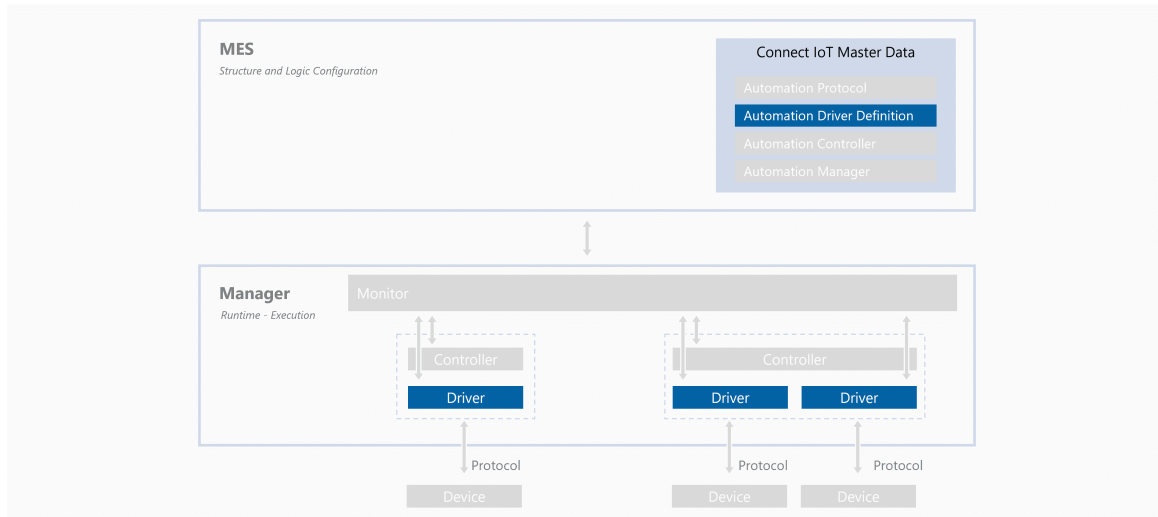 MES
Structure and Logic Configuration
Connect IoT Master Data
Automation Protocol
Automation Driver Definition
Automation Controller
Automation Manager
Manager
Runtime - Execution
Monitor
Controller
Controller
Driver
Driver
Driver
Protocol
Protocol
Protocol
Device
Device
Device